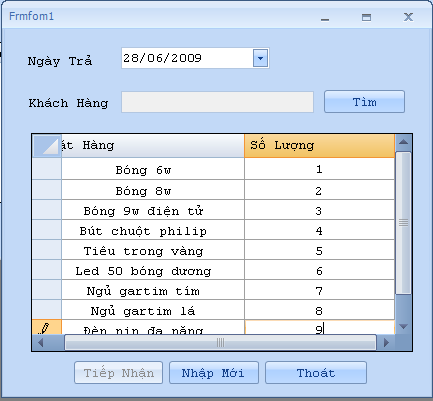 Frmfom1
Ngày Trả 28/06/2009
Khách Hàng Tìm
Hàng Số Lượng
Bóng 6w 1
Bóng 8w 2
Bóng 9w điện tử 3
Bút chuột philip 4
Tiêu trong vàng 5
Led 50 bóng dương 6
Ngủ gartim tím 7
Ngủ gartim lá 8
Đèn pin đa năng 9
Tiếp Nhận Nhập Mới Thoát